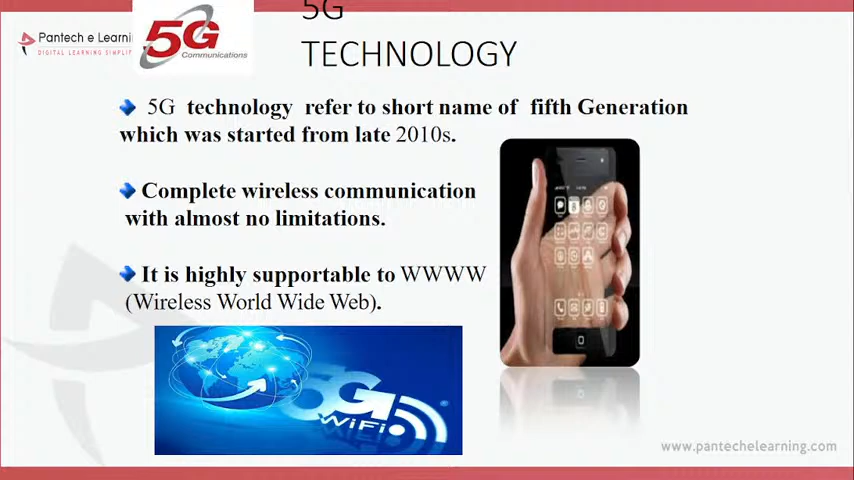 5G
TECHNOLOGY
Pantech e Learni
DIGITAL LEARNING SIMPLIF
5G
Communications
5G technology refer to short name of fifth Generation
which was started from late 2010s.
Complete wireless communication
with almost no limitations.
It is highly supportable to WWWW
(Wireless World Wide Web).
5G
WiFi
www.pantechelearning.com